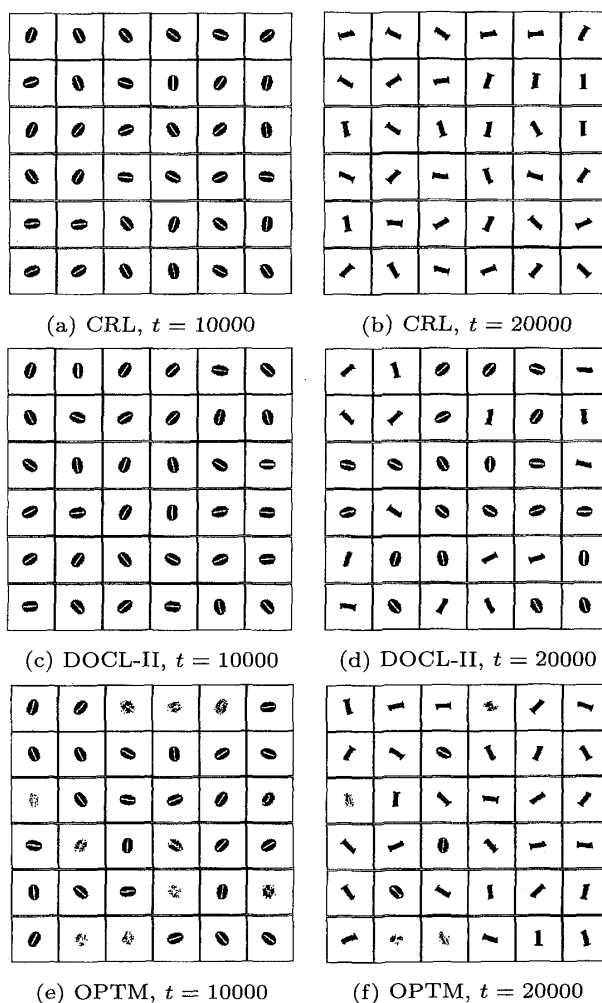 (a) CRL, t = 10000
(b) CRL, t = 20000
(c) DOCL-II, t = 10000
(d) DOCL-II, t = 20000
(e) OPTM, t = 10000
(f) OPTM, t = 20000